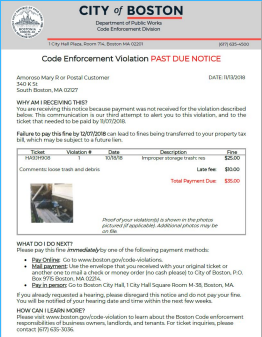 CITY of BOSTON
Department of Public Works
Code Enforcement Division
1 City Hall Plaza, Room 714, Boston MA 02201 (617) 635-4500
Code Enforcement Violation PAST DUE NOTICE
Amoroso Mary R or Postal Customer DATE: 11/13/2018
340 K St
South Boston, MA 02127
WHY AM I RECEIVING THIS?
You are receiving this notice because payment was not received for the violation described
below. This communication is our third attempt to alert you to this violation, and to the
ticket that needed to be paid by 11/07/2018.
Failure to pay this fine by 12/07/2018 can lead to fines being transferred to your property tax
bill, which may be subject to a future lien.
Ticket Violation # Date Description Fine
1 10/18/18 Improper storage trash: res $25.00
Comments: loose trash and debris Late fee: $10.00
Total Payment Due: $35.00
Proof of your violation(s) is shown in the photos
pictured (if applicable). Additional photos may be
on file.
WHAT DO I DO NEXT?
Please pay this fine immediately by one of the following payment methods:
• Pay Online: Go to www.boston.gov/code-violations.
• Mail payment: Use the envelope that you received with your original ticket or
another one to mail a check or money order (no cash please) to City of Boston, P.O.
Box 9715 Boston, MA 02114.
• Pay in person: Go to Boston City Hall, 1 City Hall Square Room M-38, Boston, MA.
If you already requested a hearing, please disregard this notice and do not pay your fine.
You will be notified of your hearing date and time within the next few weeks.
HOW CAN I LEARN MORE?
Please visit www.boston.gov/code-violation to learn about the Boston Code enforcement
responsibilities of business owners, landlords, and tenants. For ticket inquiries, please
contact (617) 635-3036.